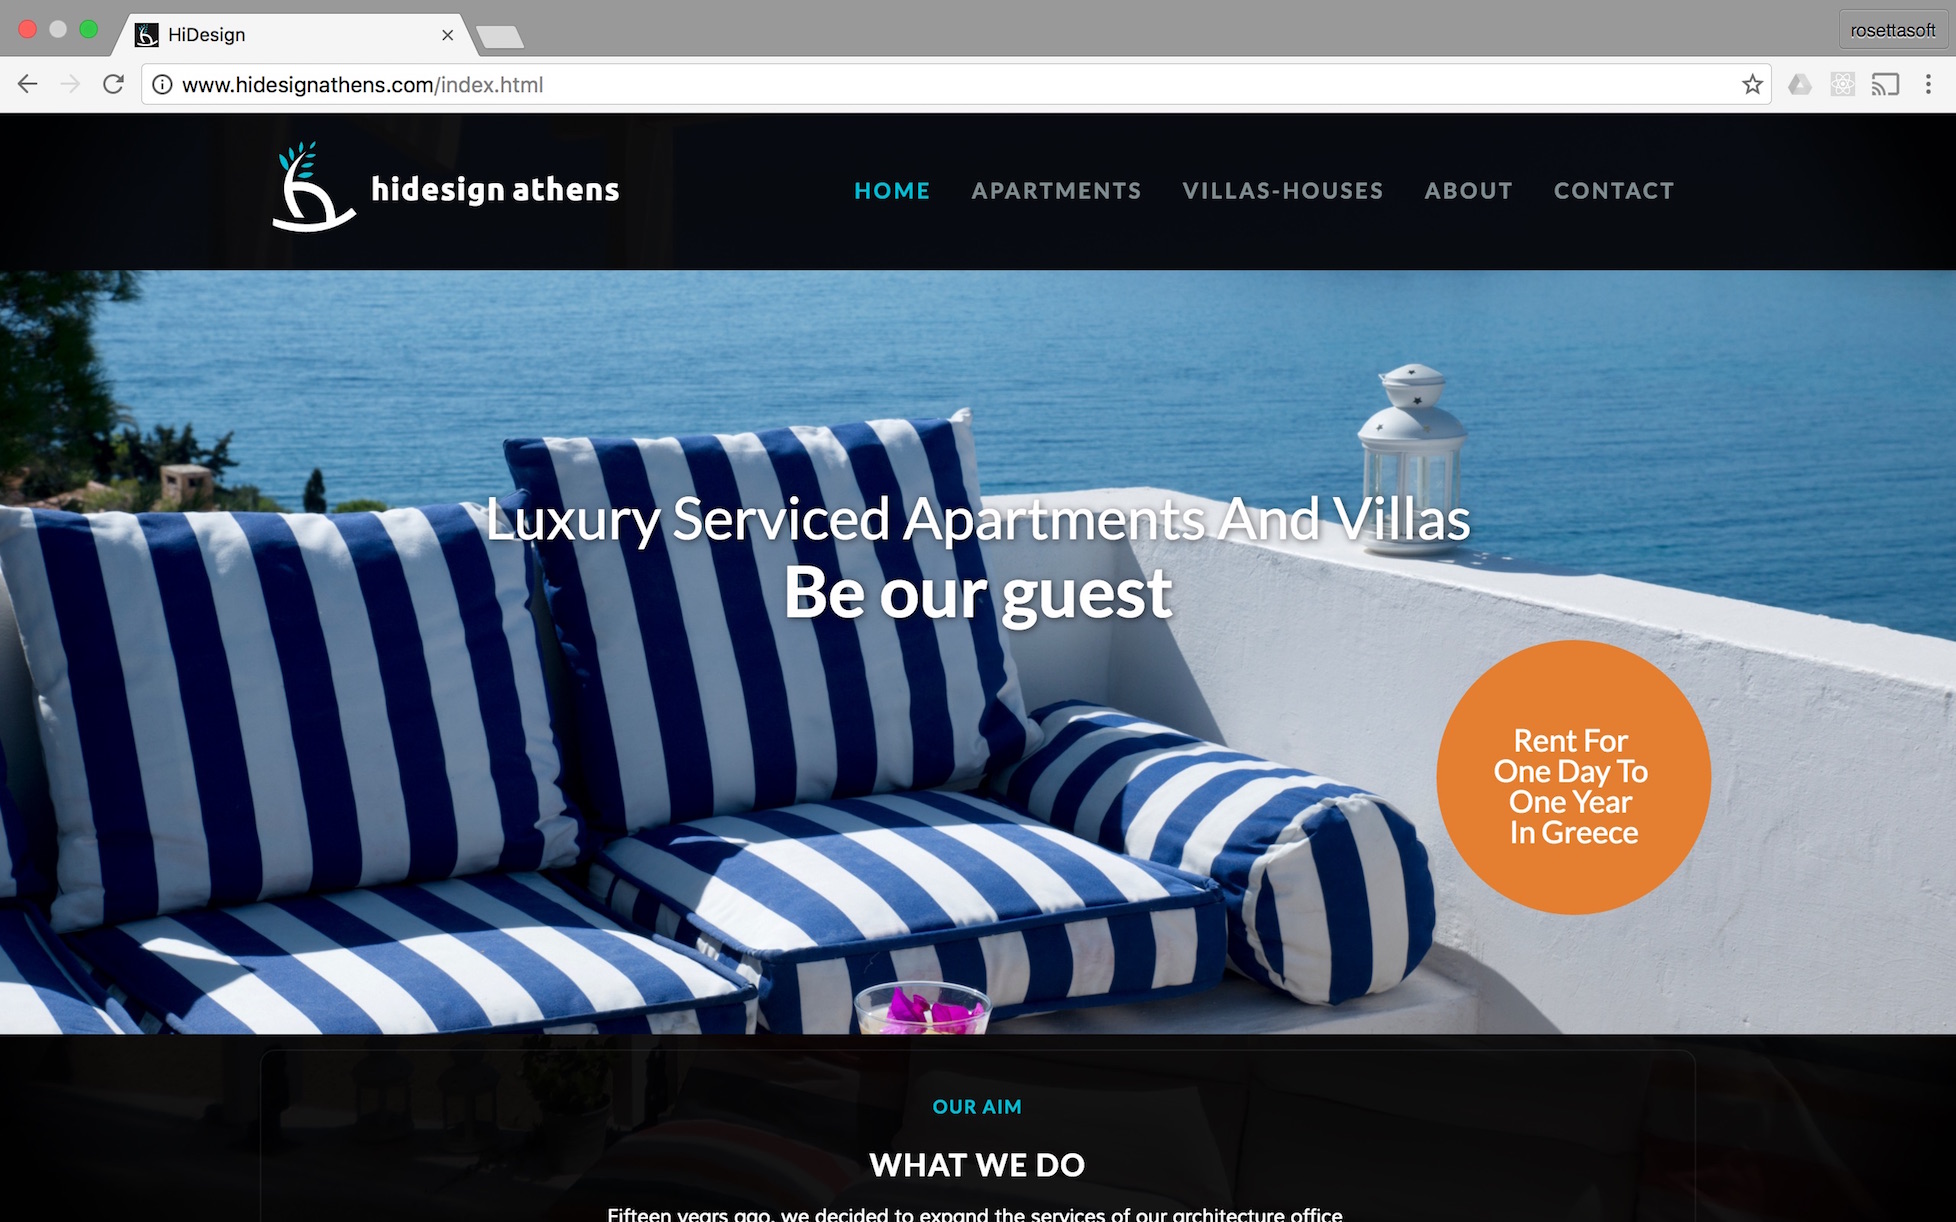 HiDesign
rosettasoft
www.hidesignathens.com/index.html
hidesign athens
HOME APARTMENTS VILLAS-HOUSES ABOUT CONTACT
Luxury Serviced Apartments And Villas
Be our guest
Rent For
One Day To
One Year
In Greece
OUR AIM
WHAT WE DO
Fifteen years ago, we decided to expand the services of our architecture office